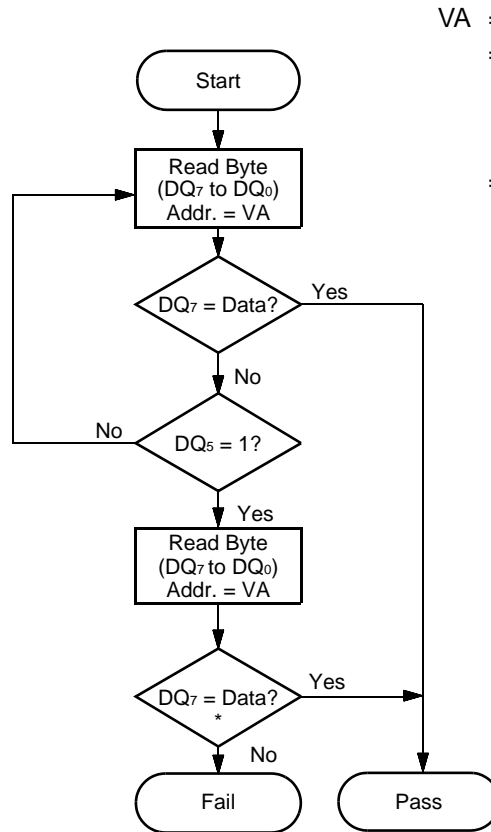 VA =
=
=
Start
Read Byte
(DQ7 to DQ0)
Addr. = VA
DQ7 = Data?
Yes
No
No
DQ5 = 1?
Yes
Read Byte
(DQ7 to DQ0)
Addr. = VA
DQ7 = Data?
*
Yes
No
Fail
Pass